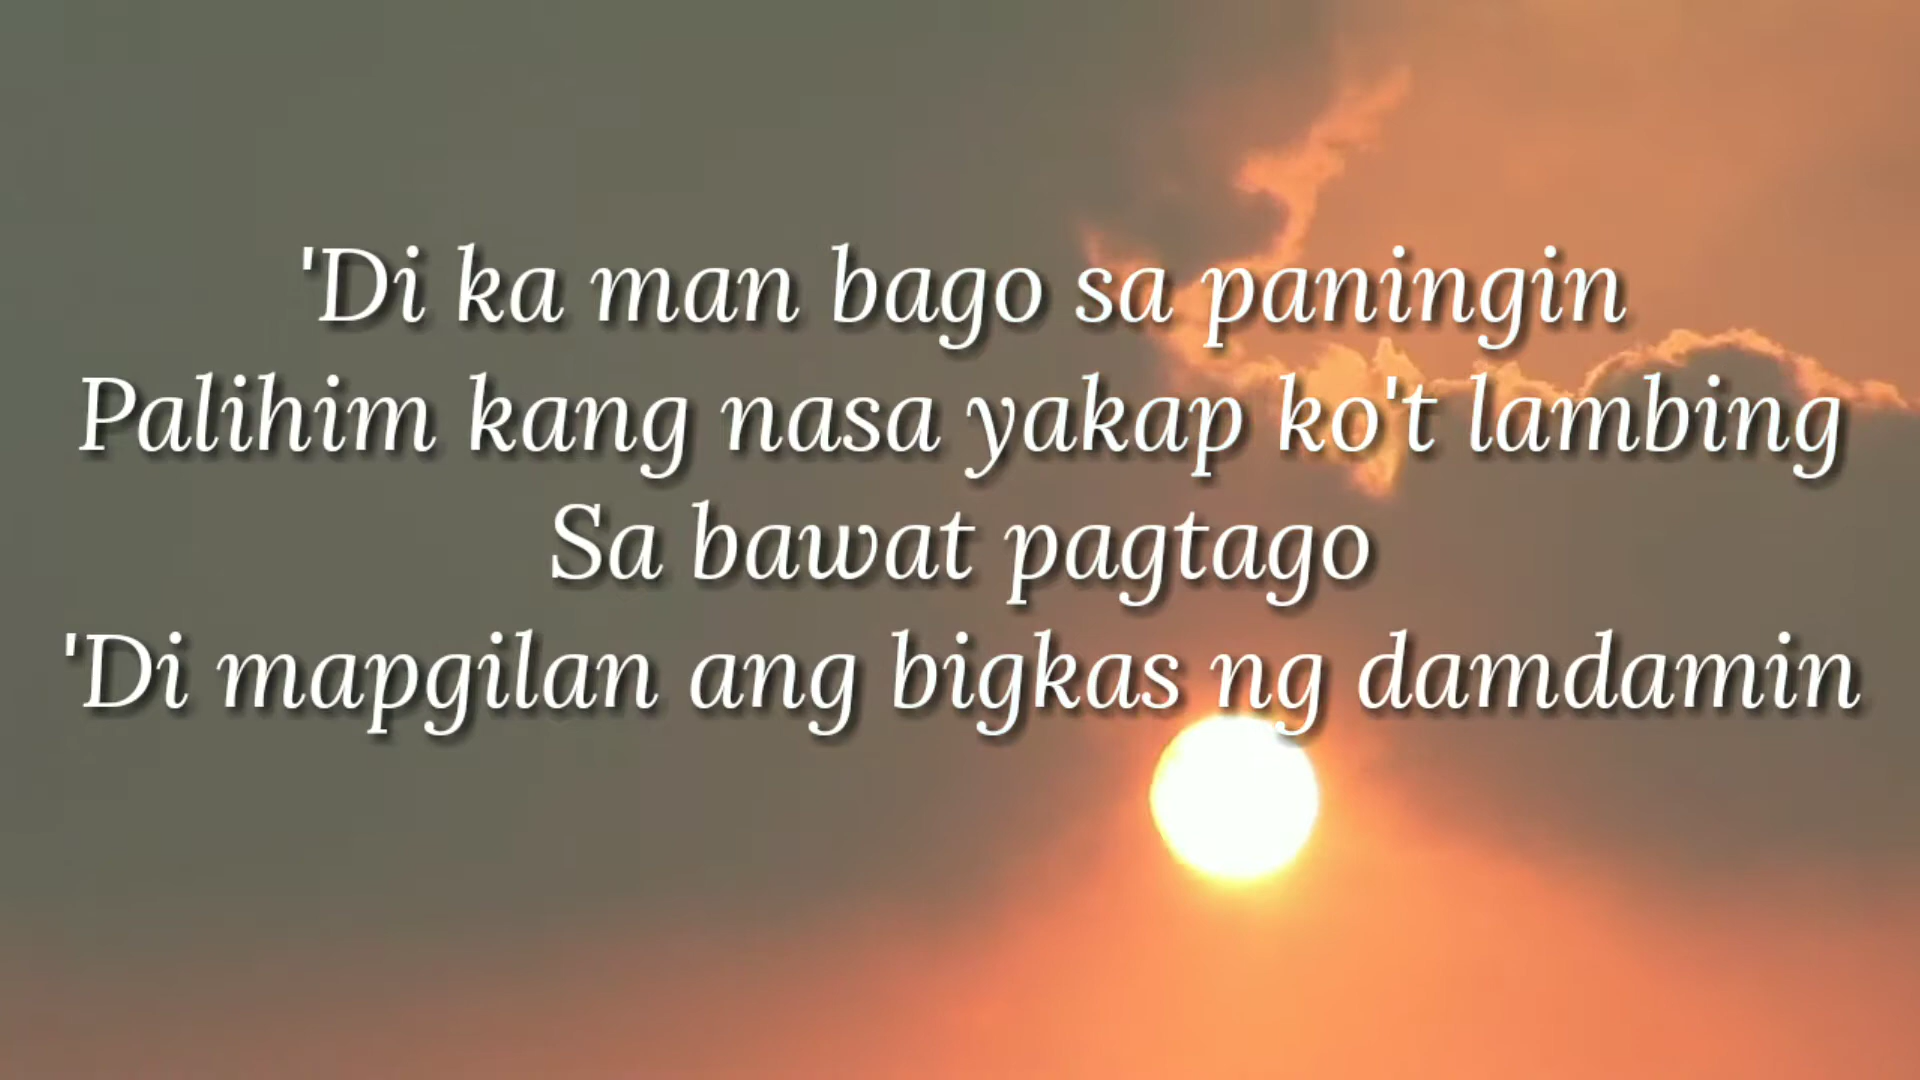 'Di ka man bago sa paningin
Palihim kang nasa yakap ko't lambing
Sa bawat pagtago
'Di mapgilan ang bigkas ng damdamin